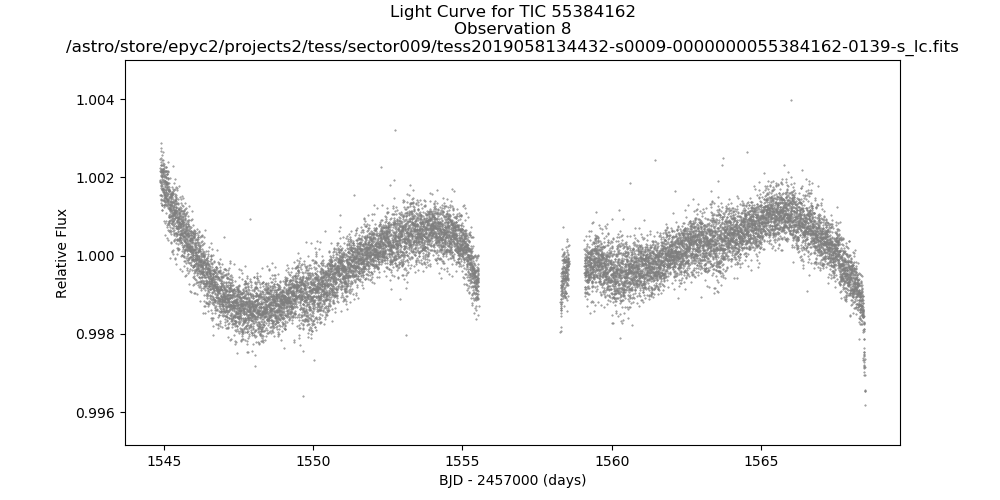 Light Curve for TIC 55384162
Observation 8
/astro/store/epyc2/projects2/tess/sector009/tess2019058134432-s0009-0000000055384162-0139-s_lc.fits
1.004
1.002
1.000
0.998
0.996
Relative Flux
1545
1550
1555
1560
1565
BJD - 2457000 (days)